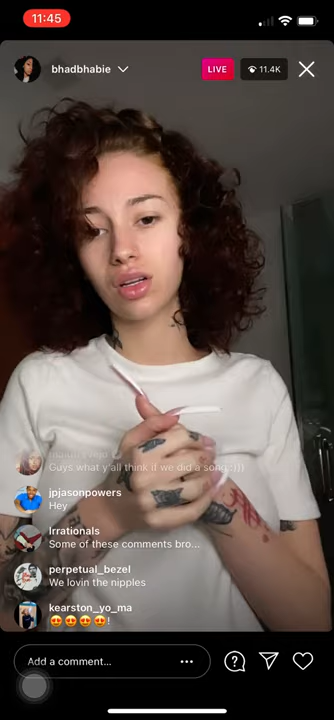 11:45
bhadbhabie
LIVE
11.4K
Guys what y'all think if we did a song :)))
jpjasonpowers
Hey
Irrationals
Some of these comments bro...
perpetual_bezel
We lovin the nipples
kearston_yo_ma
😍😍😍😍!
Add a comment...